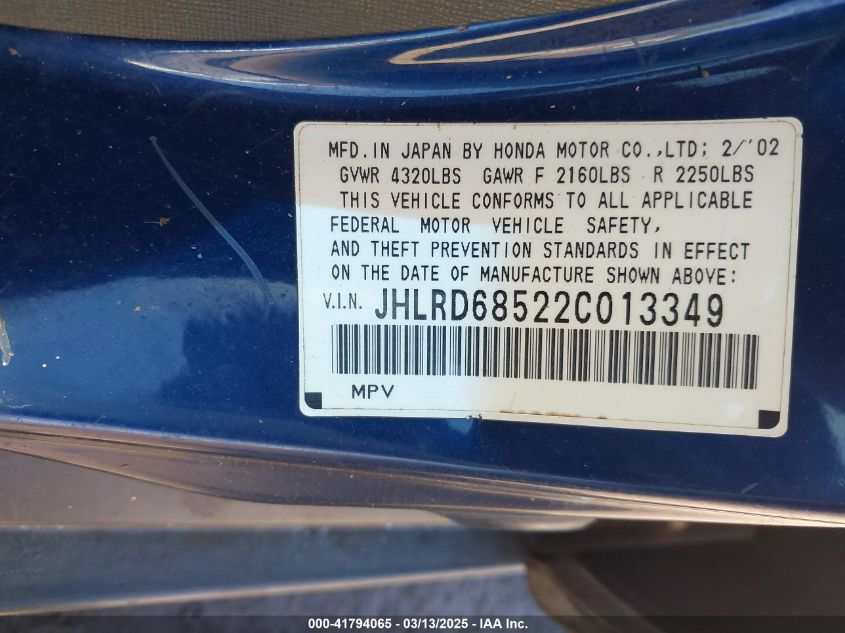 MFD. IN JAPAN BY HONDA MOTOR CO.,LTD; 2/'02
GVWR 4320LBS GAWR F 2160LBS R 2250LBS
THIS VEHICLE CONFORMS TO ALL APPLICABLE
FEDERAL MOTOR VEHICLE SAFETY,
AND THEFT PREVENTION STANDARDS IN EFFECT
ON THE DATE OF MANUFACTURE SHOWN ABOVE:
V.I.N. JHLRD68522C013349
MPV
000-41794065 / 03/13/2025 - IAA Inc.